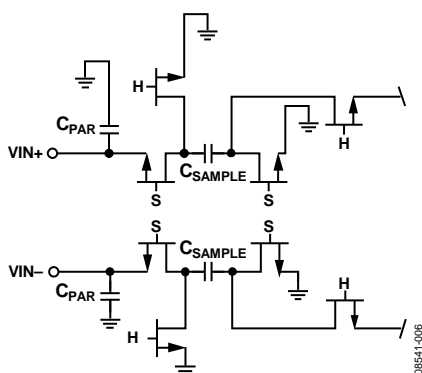 H
C_PAR
VIN+
H
C_SAMPLE
S
S
S
C_SAMPLE
S
VIN–
H
C_PAR
H
08541-006